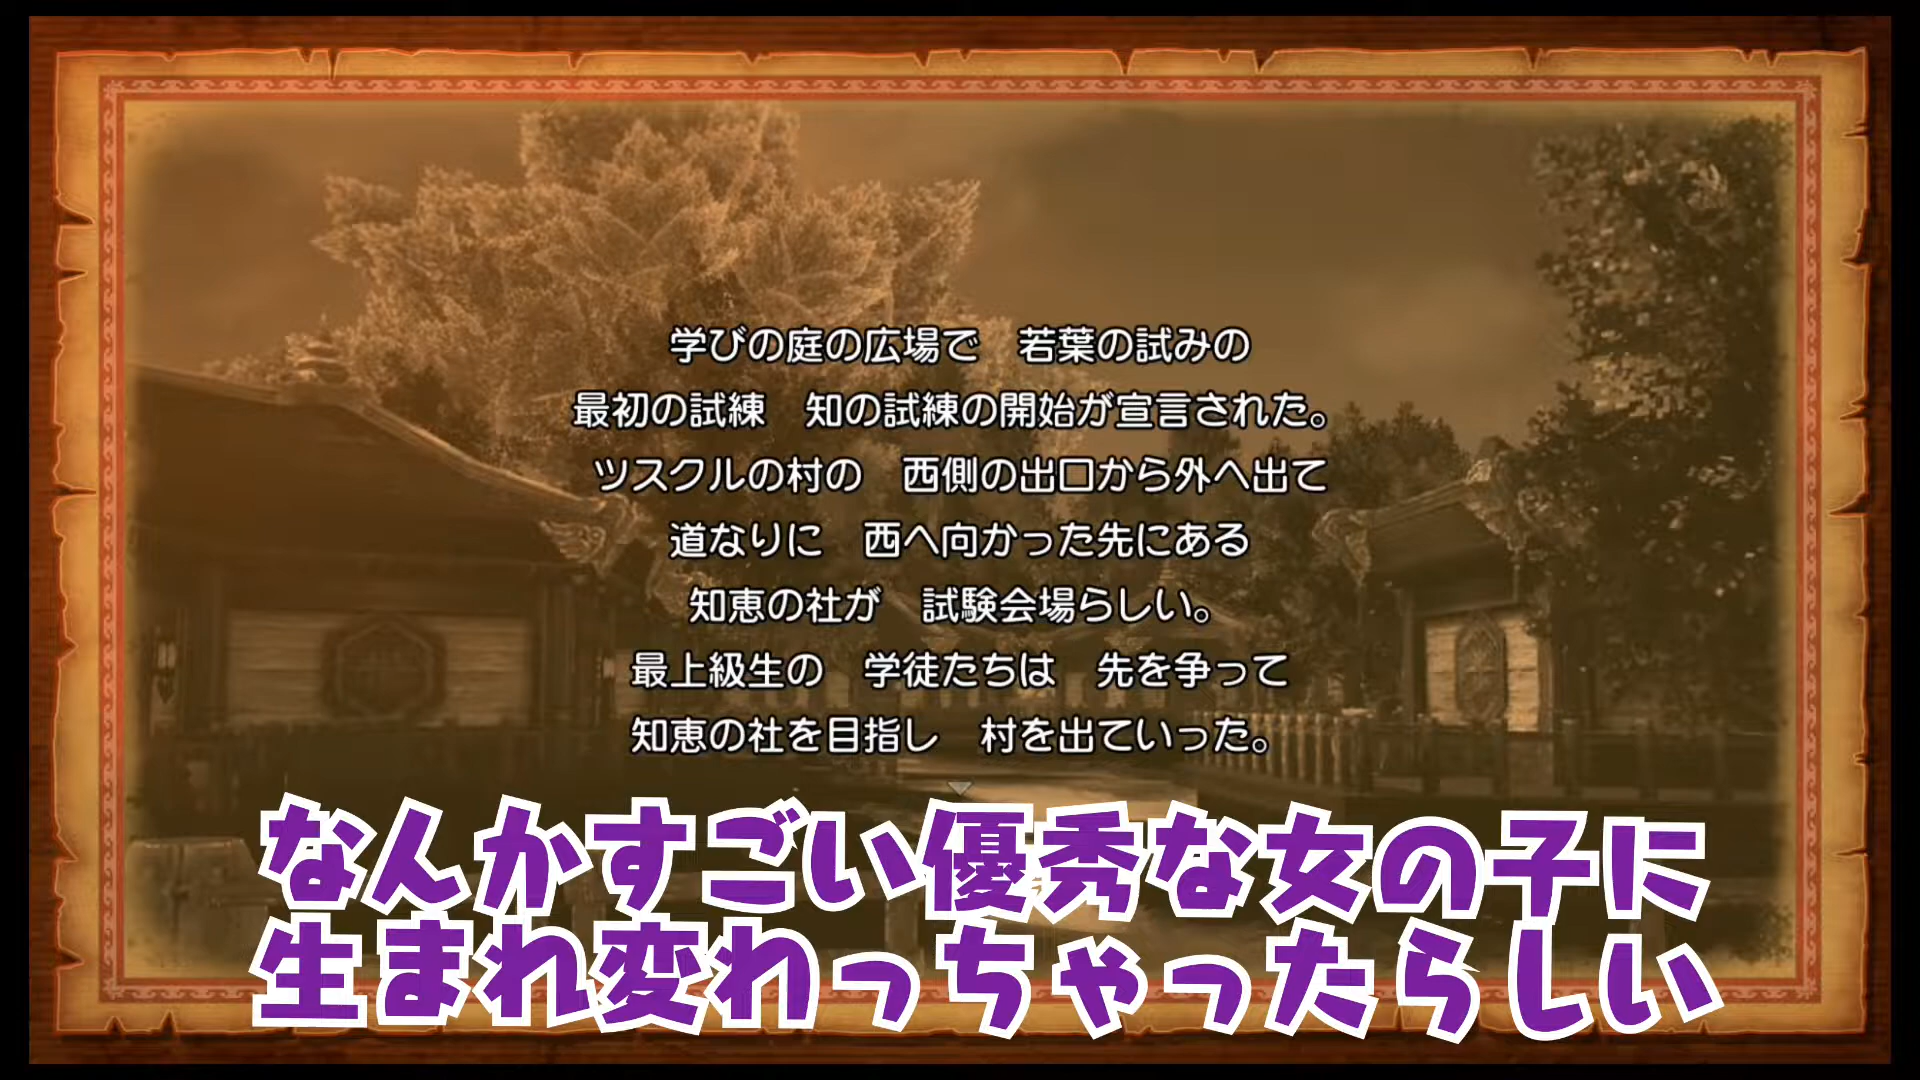 学びの庭の広場で　若葉の試みの
最初の試練　知の試練の開始が宣言された。
ツスクルの村の　西側の出口から外へ出て
道なりに　西へ向かった先にある
知恵の社が　試験会場らしい。
最上級生の　学徒たちは　先を争って
知恵の社を目指し　村を出ていった。
なんかすごい優秀な女の子に
生まれ変わっちゃったらしい